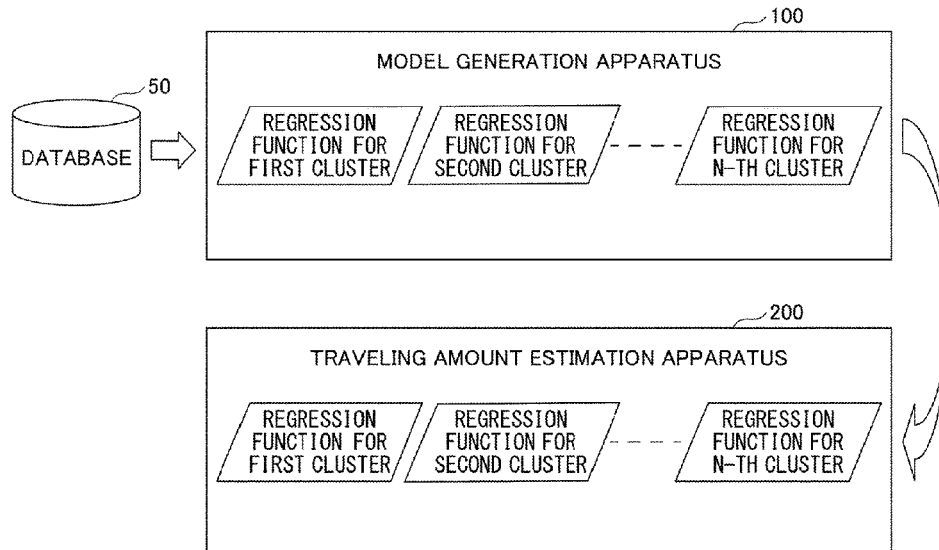 100
MODEL GENERATION APPARATUS
50
DATABASE
REGRESSION
FUNCTION FOR
FIRST CLUSTER
REGRESSION
FUNCTION FOR
SECOND CLUSTER
REGRESSION
FUNCTION FOR
N-TH CLUSTER
200
TRAVELING AMOUNT ESTIMATION APPARATUS
REGRESSION
FUNCTION FOR
FIRST CLUSTER
REGRESSION
FUNCTION FOR
SECOND CLUSTER
REGRESSION
FUNCTION FOR
N-TH CLUSTER